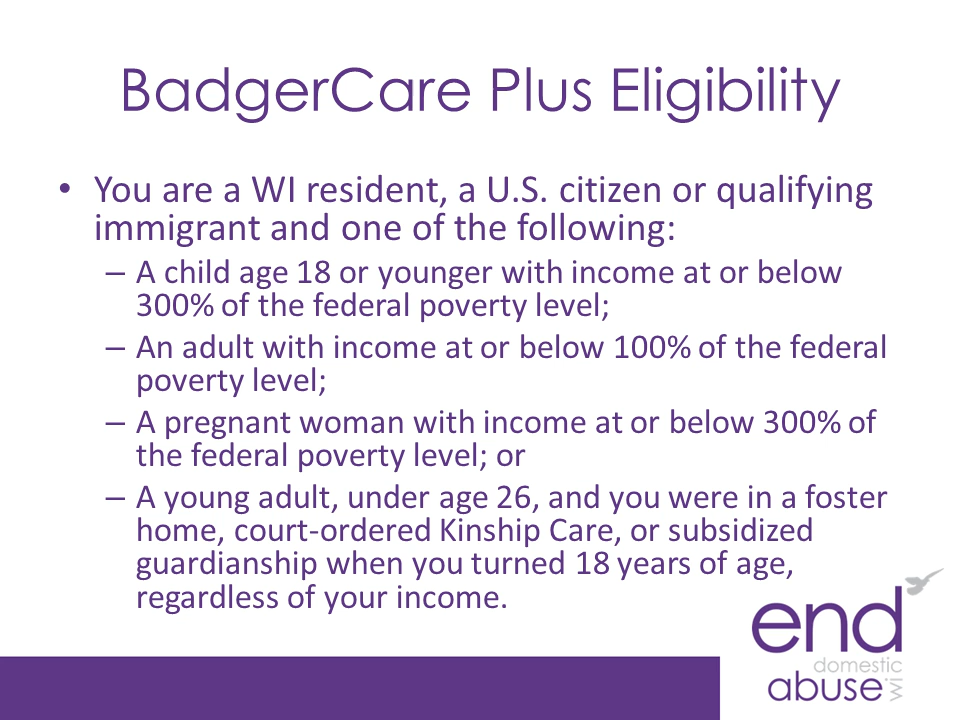 BadgerCare Plus Eligibility
• You are a WI resident, a U.S. citizen or qualifying
immigrant and one of the following:
– A child age 18 or younger with income at or below
300% of the federal poverty level;
– An adult with income at or below 100% of the federal
poverty level;
– A pregnant woman with income at or below 300% of
the federal poverty level; or
– A young adult, under age 26, and you were in a foster
home, court-ordered Kinship Care, or subsidized
guardianship when you turned 18 years of age,
regardless of your income.
end
domestic
abuse
WI